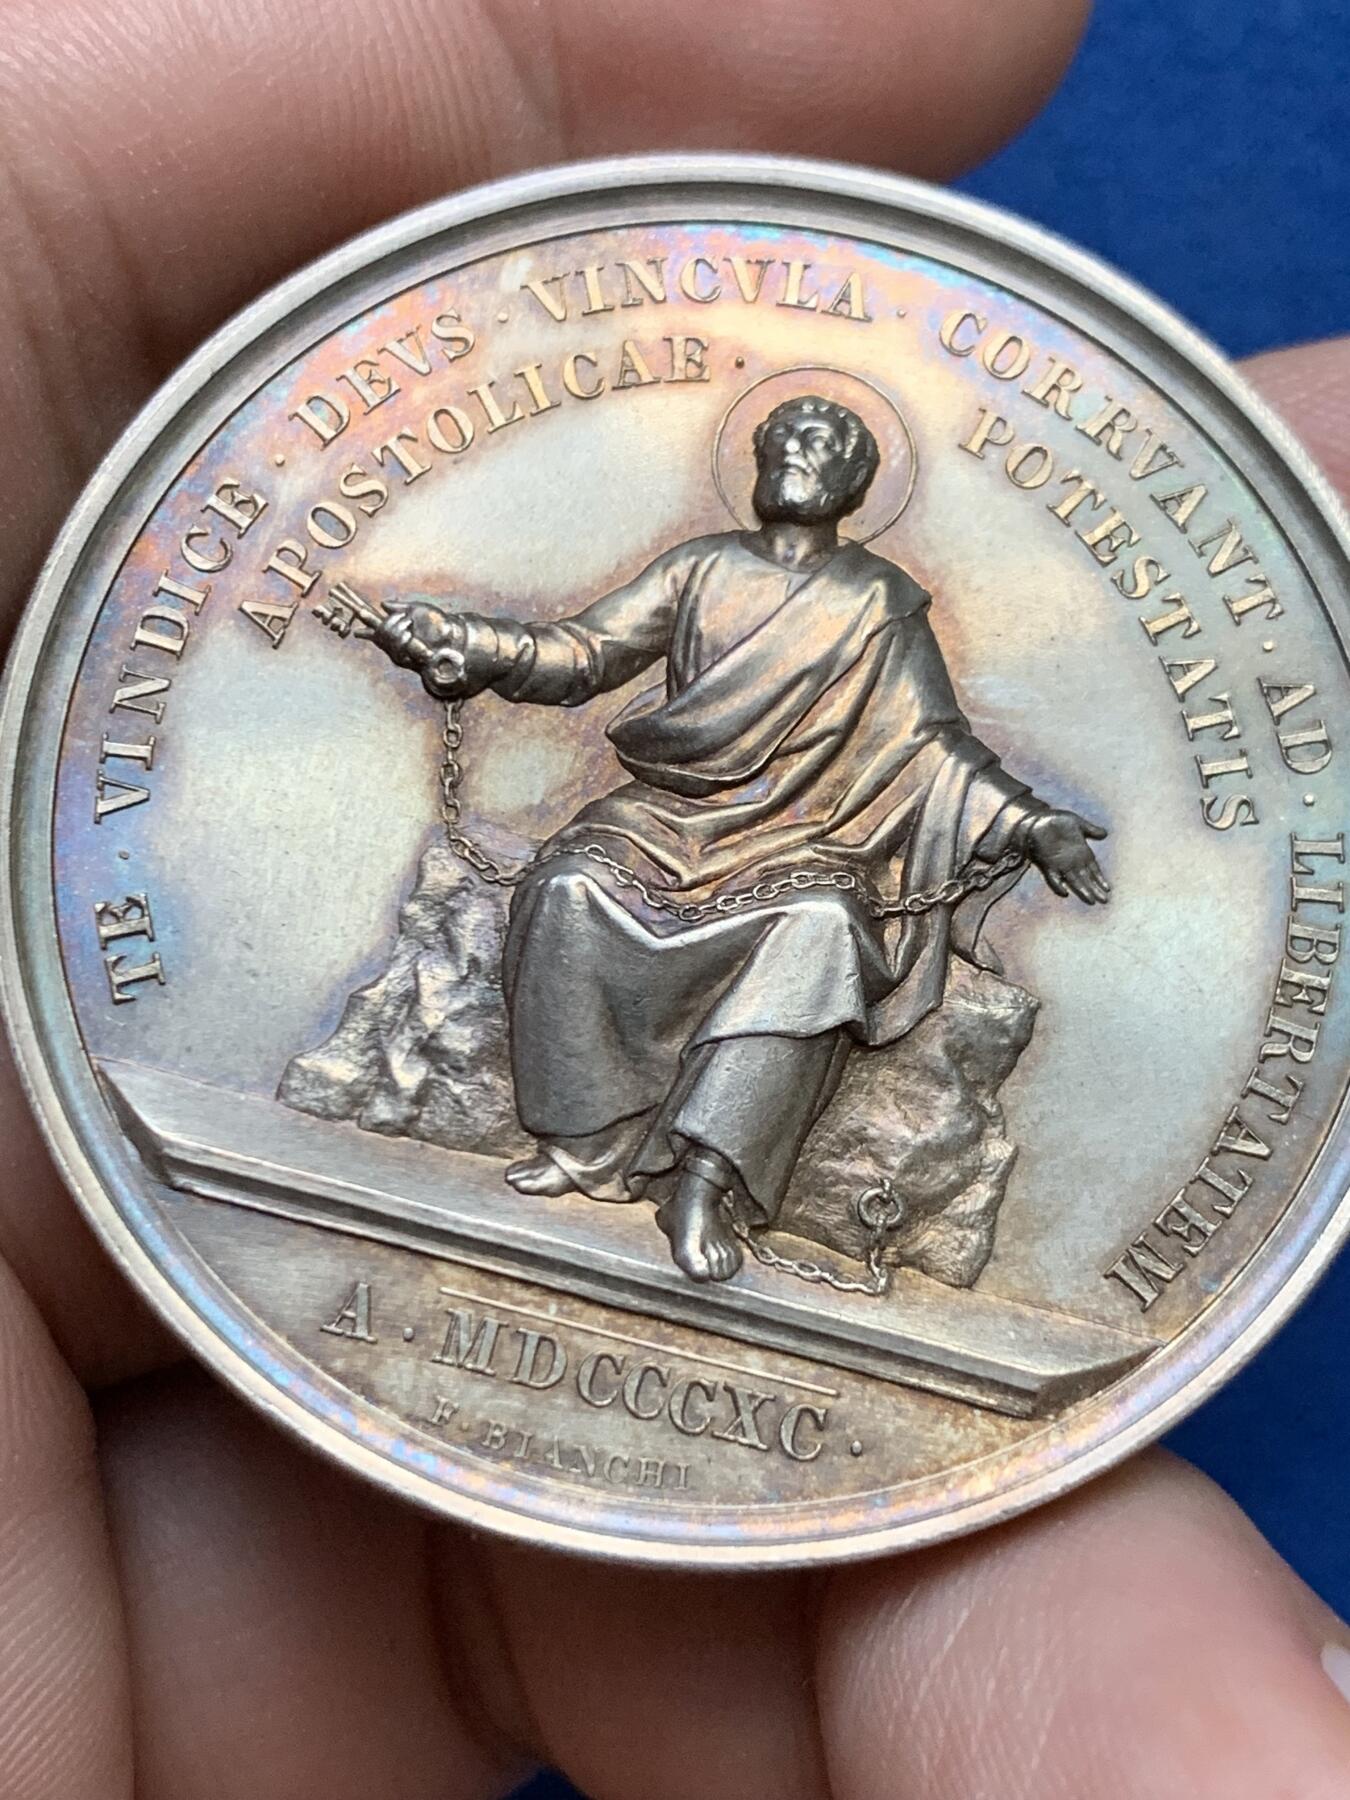 TE · VINDICE · DEVS · VINCVLA · CORRVANT · AD · LIBERTATEM
APOSTOLICAE · POTESTATIS
A · MDCCCXC ·
F · BIANCHI